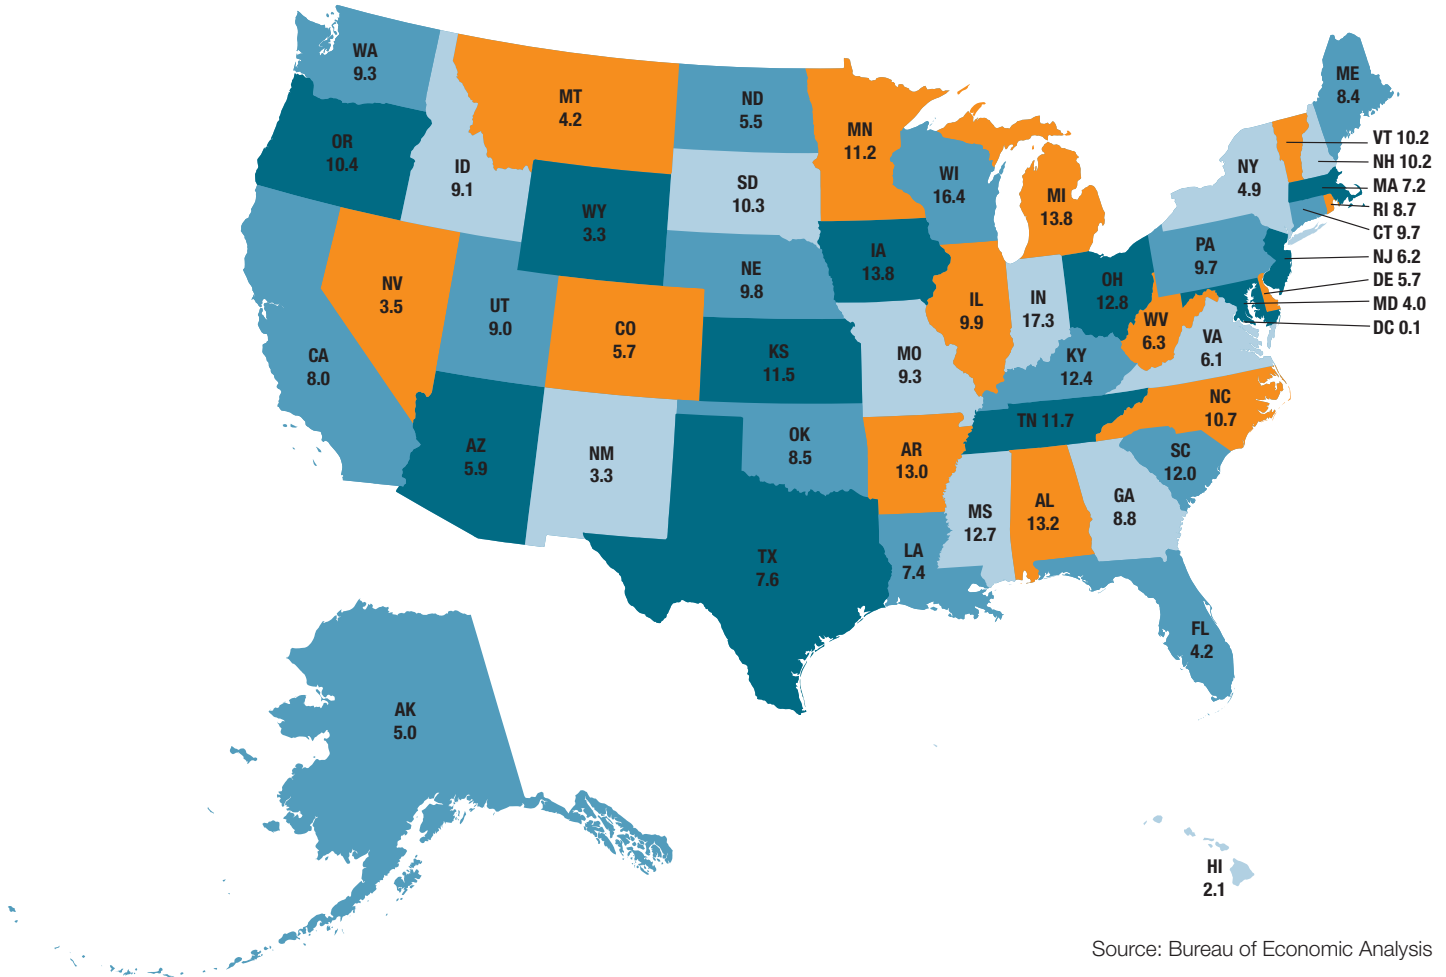 WA
9.3
MT
4.2
ND
5.5
MN
11.2
ME
8.4
OR
10.4
ID
9.1
SD
10.3
WI
16.4
MI
13.8
NY
4.9
VT 10.2
NH 10.2
MA 7.2
RI 8.7
CT 9.7
NJ 6.2
DE 5.7
MD 4.0
DC 0.1
WY
3.3
IA
13.8
PA
9.7
NV
3.5
UT
9.0
CO
5.7
NE
9.8
IL
9.9
IN
17.3
OH
12.8
WV
6.3
VA
6.1
CA
8.0
KS
11.5
MO
9.3
KY
12.4
NC
10.7
TN 11.7
AZ
5.9
NM
3.3
OK
8.5
AR
13.0
SC
12.0
MS
12.7
AL
13.2
GA
8.8
TX
7.6
LA
7.4
FL
4.2
AK
5.0
HI
2.1
Source: Bureau of Economic Analysis